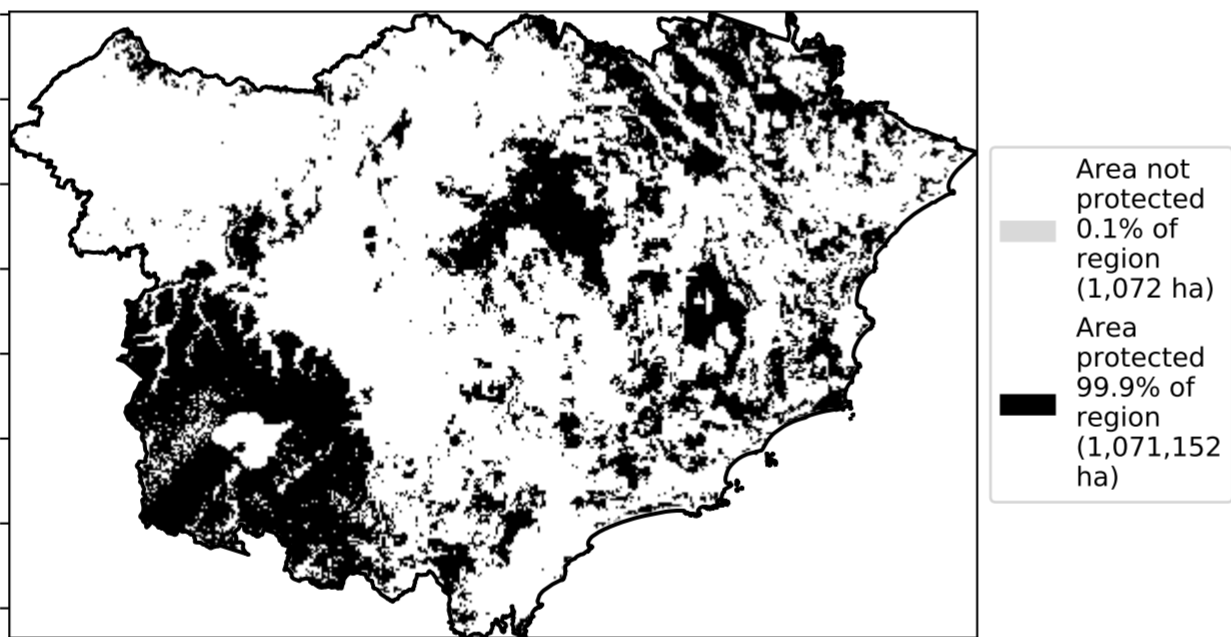 Area not
protected
0.1% of
region
(1,072 ha)
Area
protected
99.9% of
region
(1,071,152
ha)